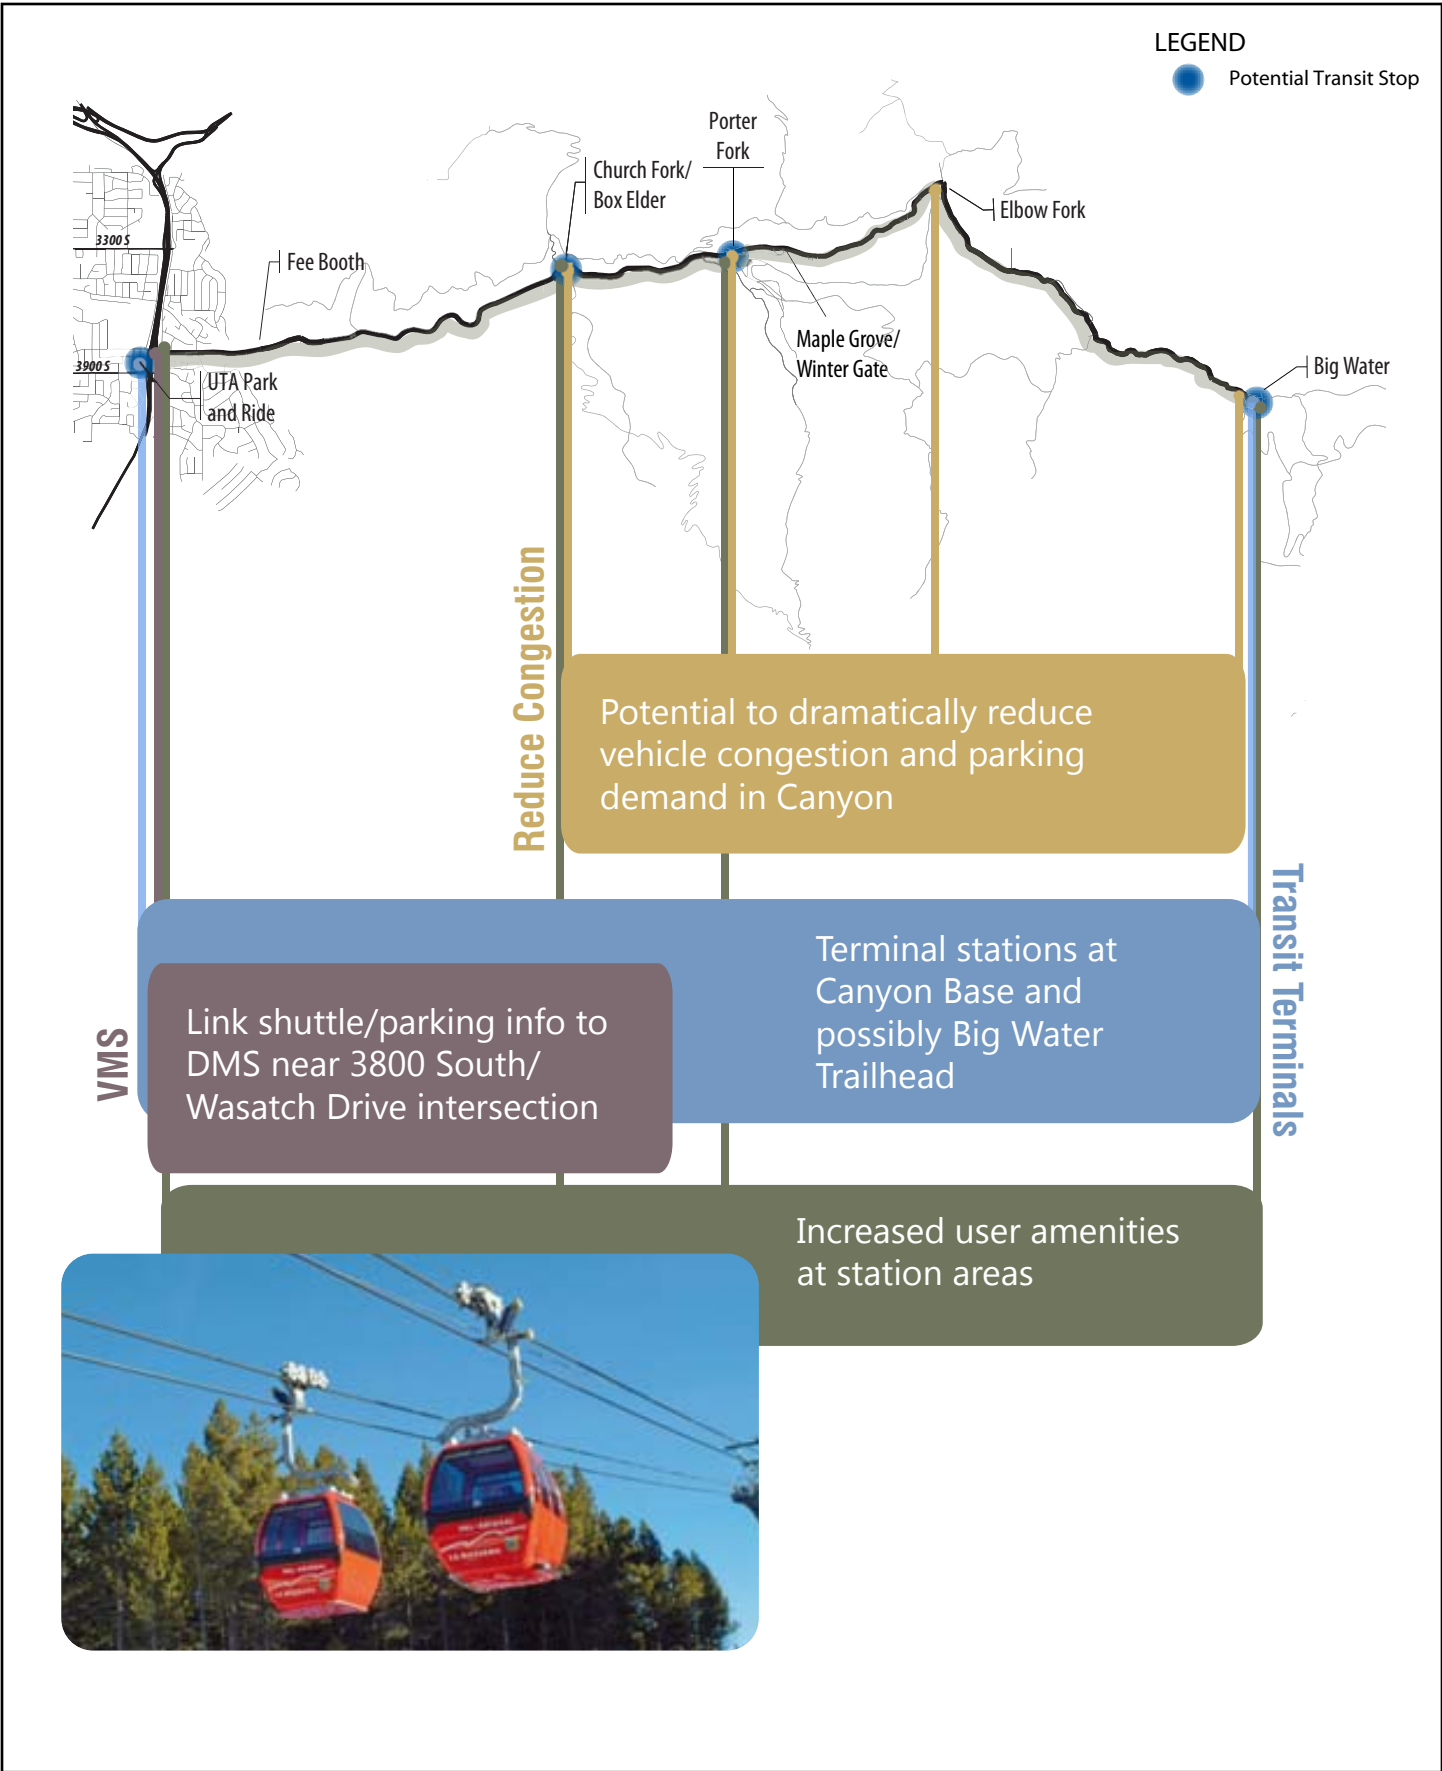 LEGEND
Potential Transit Stop
Porter
Fork
Church Fork/
Box Elder
Elbow Fork
3300 S
Fee Booth
Maple Grove/
Winter Gate
3900 S
UTA Park
and Ride
Big Water
Reduce Congestion
Potential to dramatically reduce
vehicle congestion and parking
demand in Canyon
Transit Terminals
Terminal stations at
Canyon Base and
possibly Big Water
Trailhead
VMS
Link shuttle/parking info to
DMS near 3800 South/
Wasatch Drive intersection
Increased user amenities
at station areas